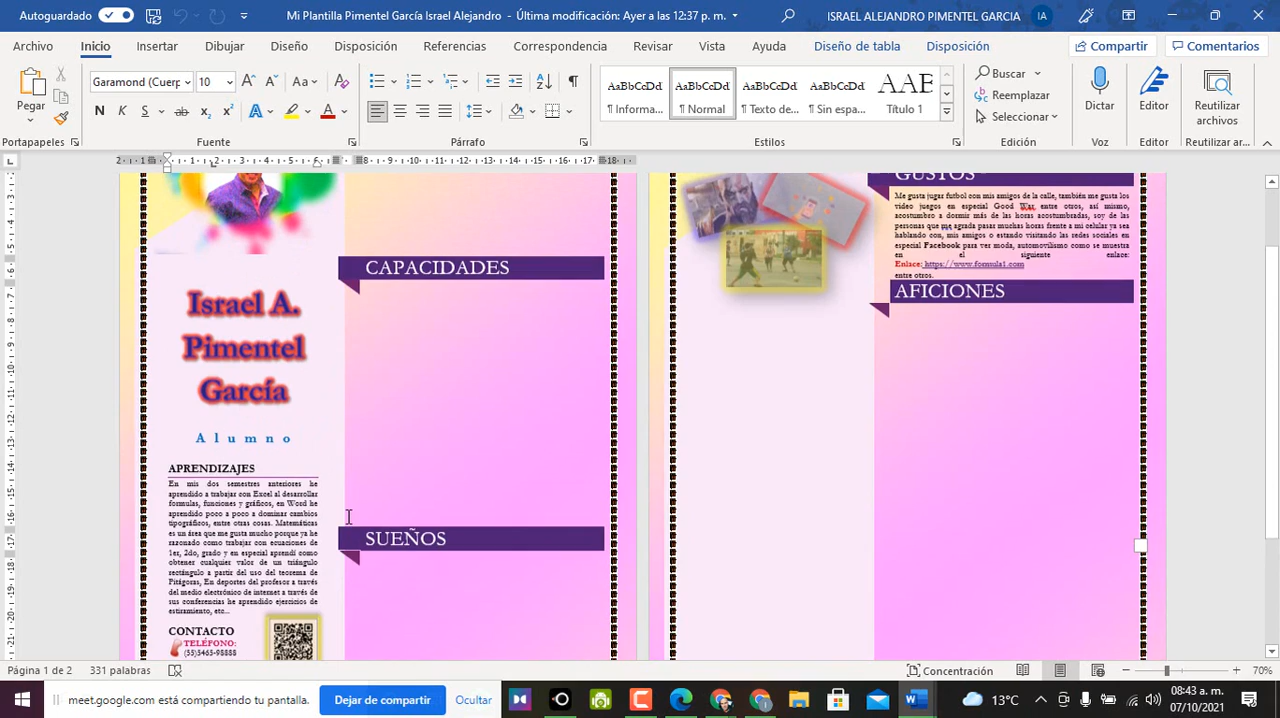 Autoguardado
Mi Plantilla Pimentel García Israel Alejandro - Última modificación: Ayer a las 12:37 p. m.
ISRAEL ALEJANDRO PIMENTEL GARCIA
IA
Archivo Inicio Insertar Dibujar Diseño Disposición Referencias Correspondencia Revisar Vista Ayuda Diseño de tabla Disposición
Compartir Comentarios
Pegar
Garamond (Cuerp 10
AaBbCcDd AaBbCcDd AaBbCcDd AaBbCcDd AAB
¶ Informa... ¶ Normal ¶ Texto de... ¶ Sin espa... Título 1
Buscar
Reemplazar
Seleccionar
Dictar
Editor
Reutilizar
archivos
Portapapeles Fuente Párrafo Estilos Edición Voz Editor Reutilizar ar...
CAPACIDADES
Israel A.
Pimentel
García
Alumno
APRENDIZAJES
En mis dos semestres anteriores he
aprendido a trabajar con Excel al desarollar
formulas, funciones y gráficos, en Word he
aprendido poco a poco a dominar cambios
tipográficos, entre otras cosas. Matemáticas
es un área que me gusta mucho porque ya he
logrado trabajar con ecuaciones de
1er, 2do, grado y en especial aprendí como
obtener cualquier valor de un triángulo
rectángulo a partir del uso del teorema de
Pitágoras, En deportes del profesor a través
del medio electrónico de internet a través de
sus conferencias he aprendido ejercicios de
estiramiento, etc...
CONTACTO
TELÉFONO:
(55)5465-98888
SUEÑOS
GUSTOS
Me gusta jugar futbol con mis amigos de la calle, también me gusta los
video juegos en especial Good War entre otros, así mismo,
acostumbro a dormir más de las horas acostumbradas, soy de las
personas que me agrada pasar muchas horas frente a mi celular ya sea
hablando con, mis amigos o estando visitando las redes sociales en
especial Facebook para ver moda, automovilismo como se muestra
en el siguiente enlace:
Enlace: https://www.formula1.com
entre otros.
AFICIONES
Página 1 de 2 331 palabras
Concentración
70%
meet.google.com está compartiendo tu pantalla.
Dejar de compartir
Ocultar
13°C
08:43 a. m.
07/10/2021